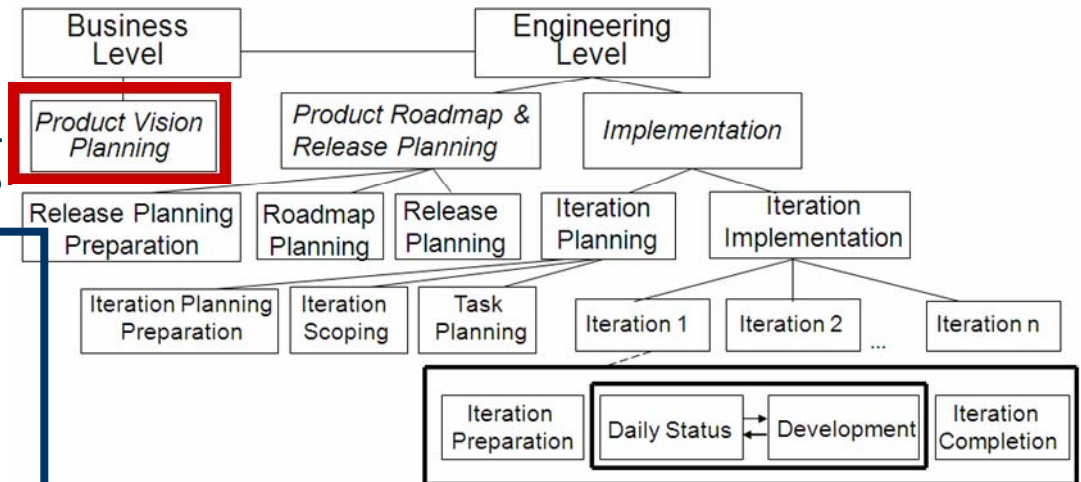 Business
Level
Engineering
Level
Product Vision
Planning
Product Roadmap &
Release Planning
Implementation
Release Planning
Preparation
Roadmap
Planning
Release
Planning
Iteration
Planning
Iteration
Implementation
Iteration Planning
Preparation
Iteration
Scoping
Task
Planning
Iteration 1
Iteration 2
...
Iteration n
Iteration
Preparation
Daily Status
Development
Iteration
Completion